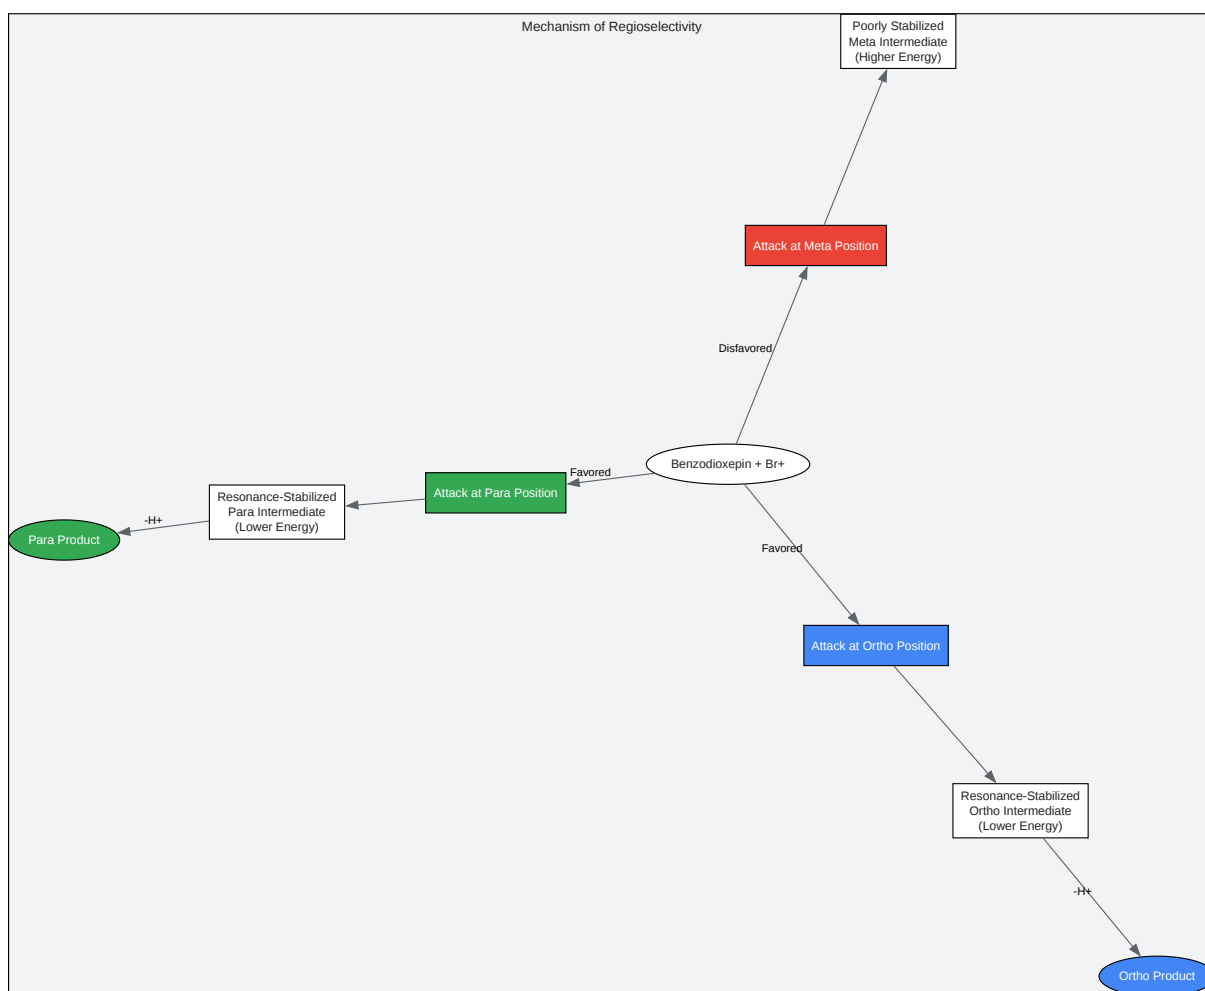 Mechanism of Regioselectivity
Poorly Stabilized
Meta Intermediate
(Higher Energy)
Attack at Meta Position
Disfavored
Benzodioxepin + Br+
Favored
Attack at Para Position
Resonance-Stabilized
Para Intermediate
(Lower Energy)
-H+
Para Product
Favored
Attack at Ortho Position
Resonance-Stabilized
Ortho Intermediate
(Lower Energy)
-H+
Ortho Product